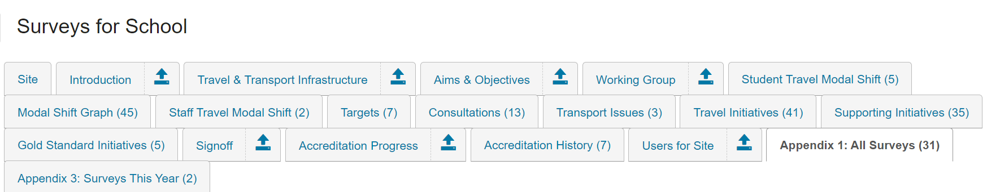 Surveys for School
Site Introduction Travel & Transport Infrastructure Aims & Objectives Working Group Student Travel Modal Shift (5)
Modal Shift Graph (45) Staff Travel Modal Shift (2) Targets (7) Consultations (13) Transport Issues (3) Travel Initiatives (41) Supporting Initiatives (35)
Gold Standard Initiatives (5) Signoff Accreditation Progress Accreditation History (7) Users for Site Appendix 1: All Surveys (31)
Appendix 3: Surveys This Year (2)